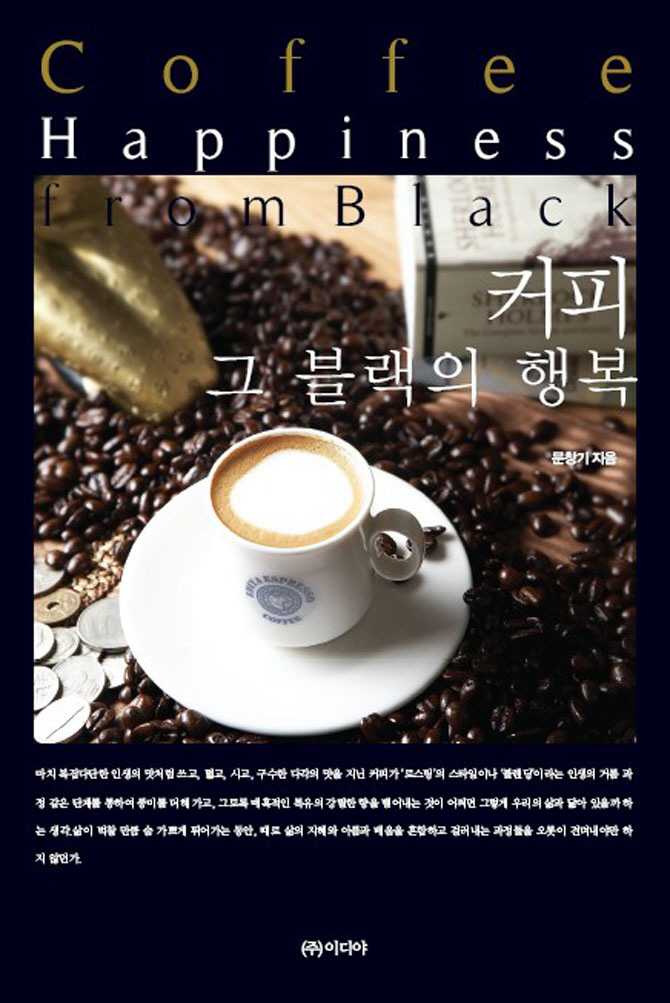 Coffee
Happiness
from Black
커피
그 블랙의 행복
문창기 지음
SHERLOCK
HOLMES
EDIYA ESPRESSO
COFFEE
마치 복잡다단한 인생의 맛처럼 쓰고, 떫고, 시고, 구수한 다각의 맛을 지닌 커피가 '로스팅'의 스타일이나 '블렌딩'이라는 인생의 거름 과
정 같은 단계를 통하여 풍미를 더해 가고, 그토록 매혹적인 특유의 강렬한 향을 뿜어내는 것이 어쩌면 그렇게 우리의 삶과 닮아 있을까 하
는 생각.삶이 벅찰 만큼 숨 가쁘게 뛰어가는 동안, 때로 삶의 지혜와 아픔과 배움을 혼합하고 걸러내는 과정들을 오롯이 견뎌내야만 하
지 않던가.
(주)이디야